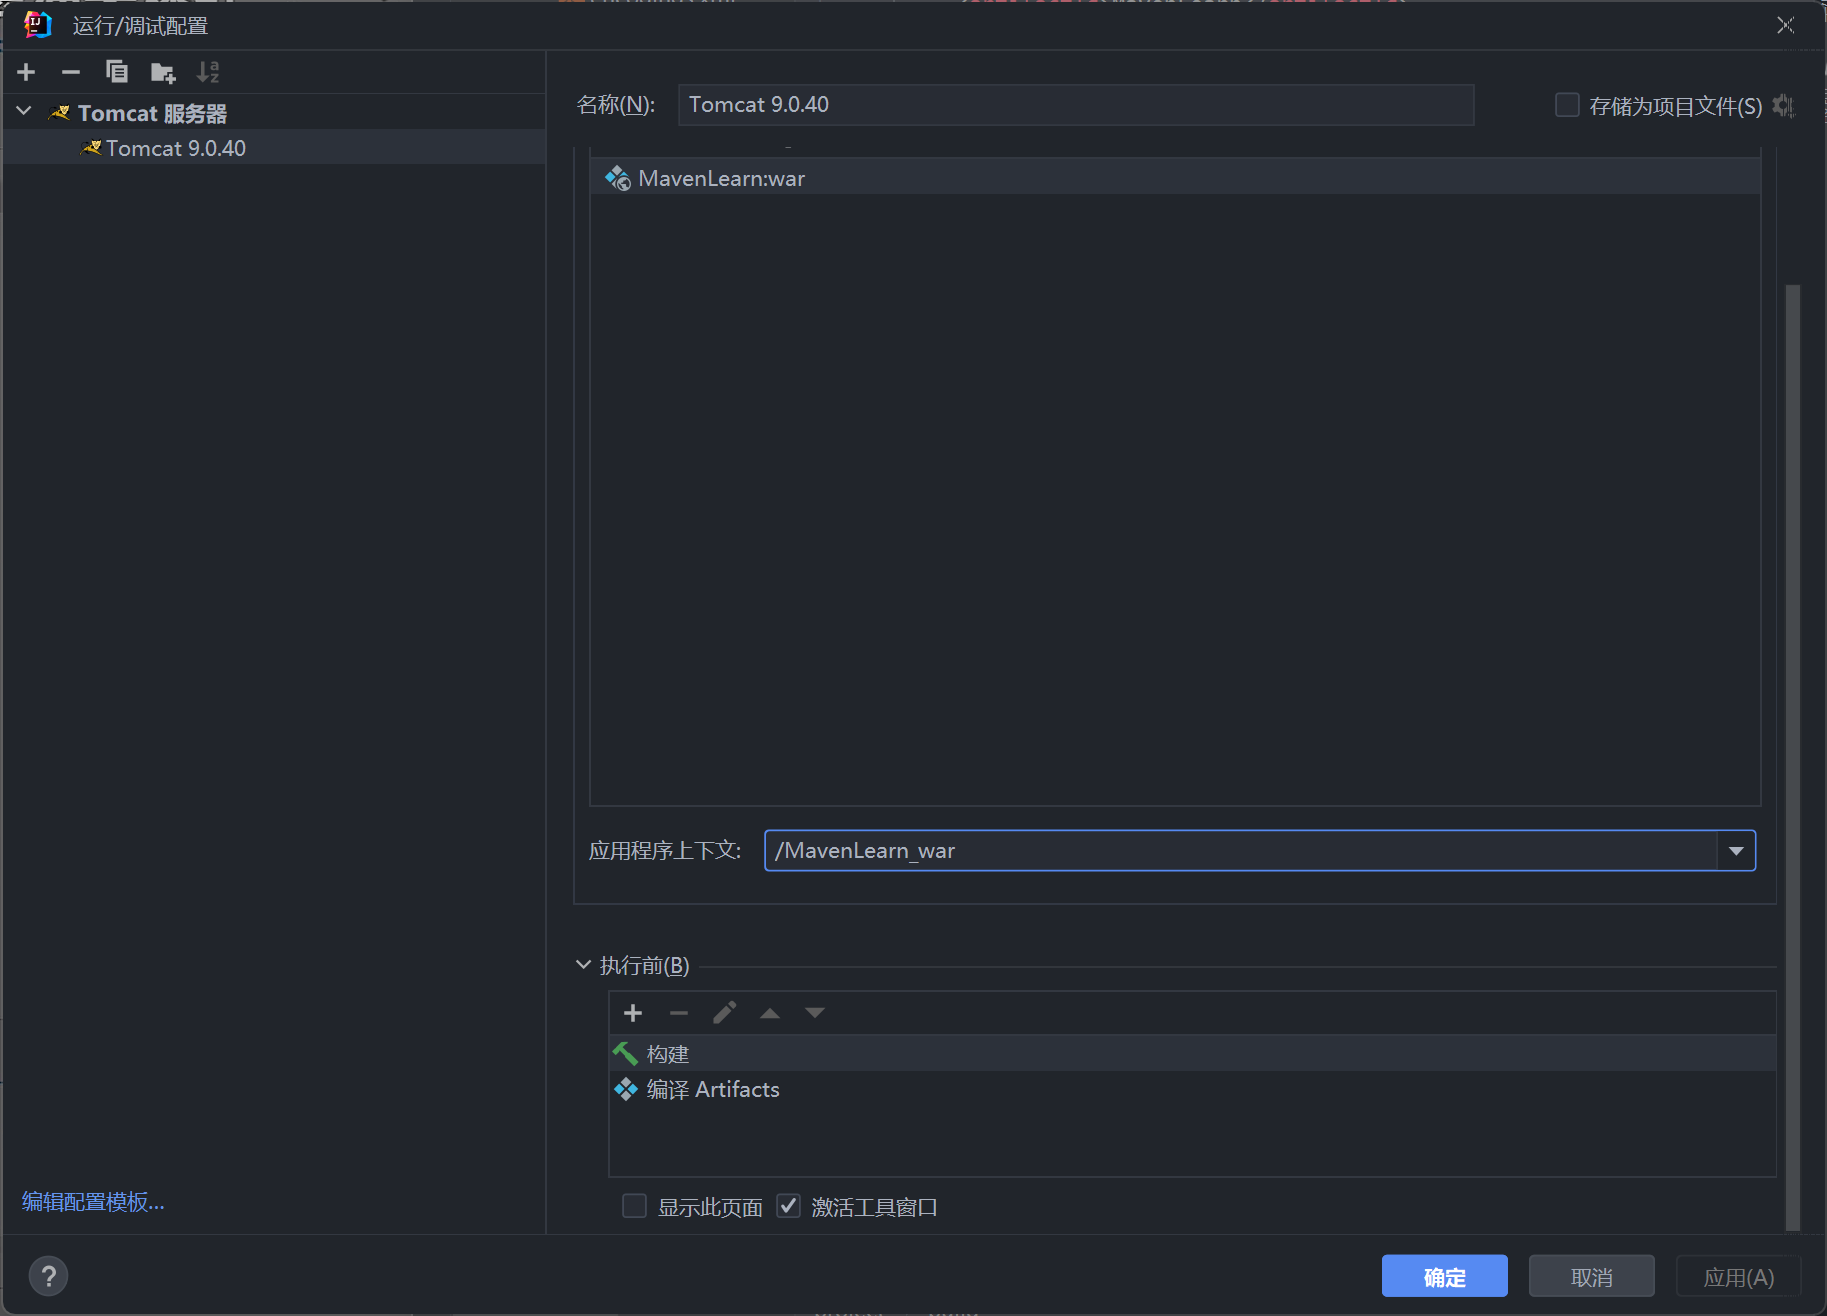 运行/调试配置
Tomcat 服务器
Tomcat 9.0.40
编辑配置模板...
名称(N):
Tomcat 9.0.40
存储为项目文件(S)
MavenLearn:war
应用程序上下文:
/MavenLearn_war
执行前(B)
构建
编译 Artifacts
显示此页面
激活工具窗口
?
确定
取消
应用(A)